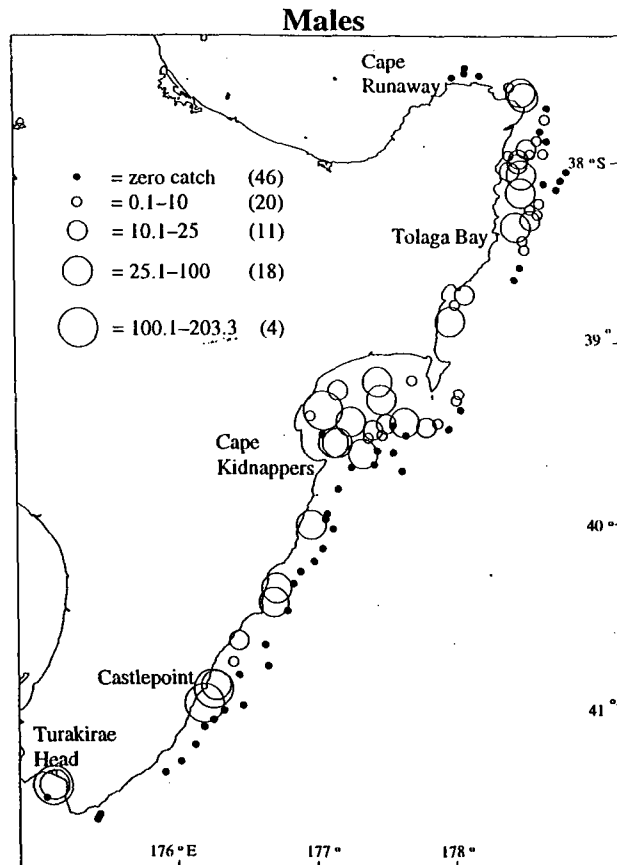 Males
Cape
Runaway
38 °S
= zero catch (46)
= 0.1–10 (20)
= 10.1–25 (11)
Tolaga Bay
= 25.1–100 (18)
= 100.1–203.3 (4)
39 °
Cape
Kidnappers
40 °
Castlepoint
41 °
Turakirae
Head
176 °E 177 ° 178 °